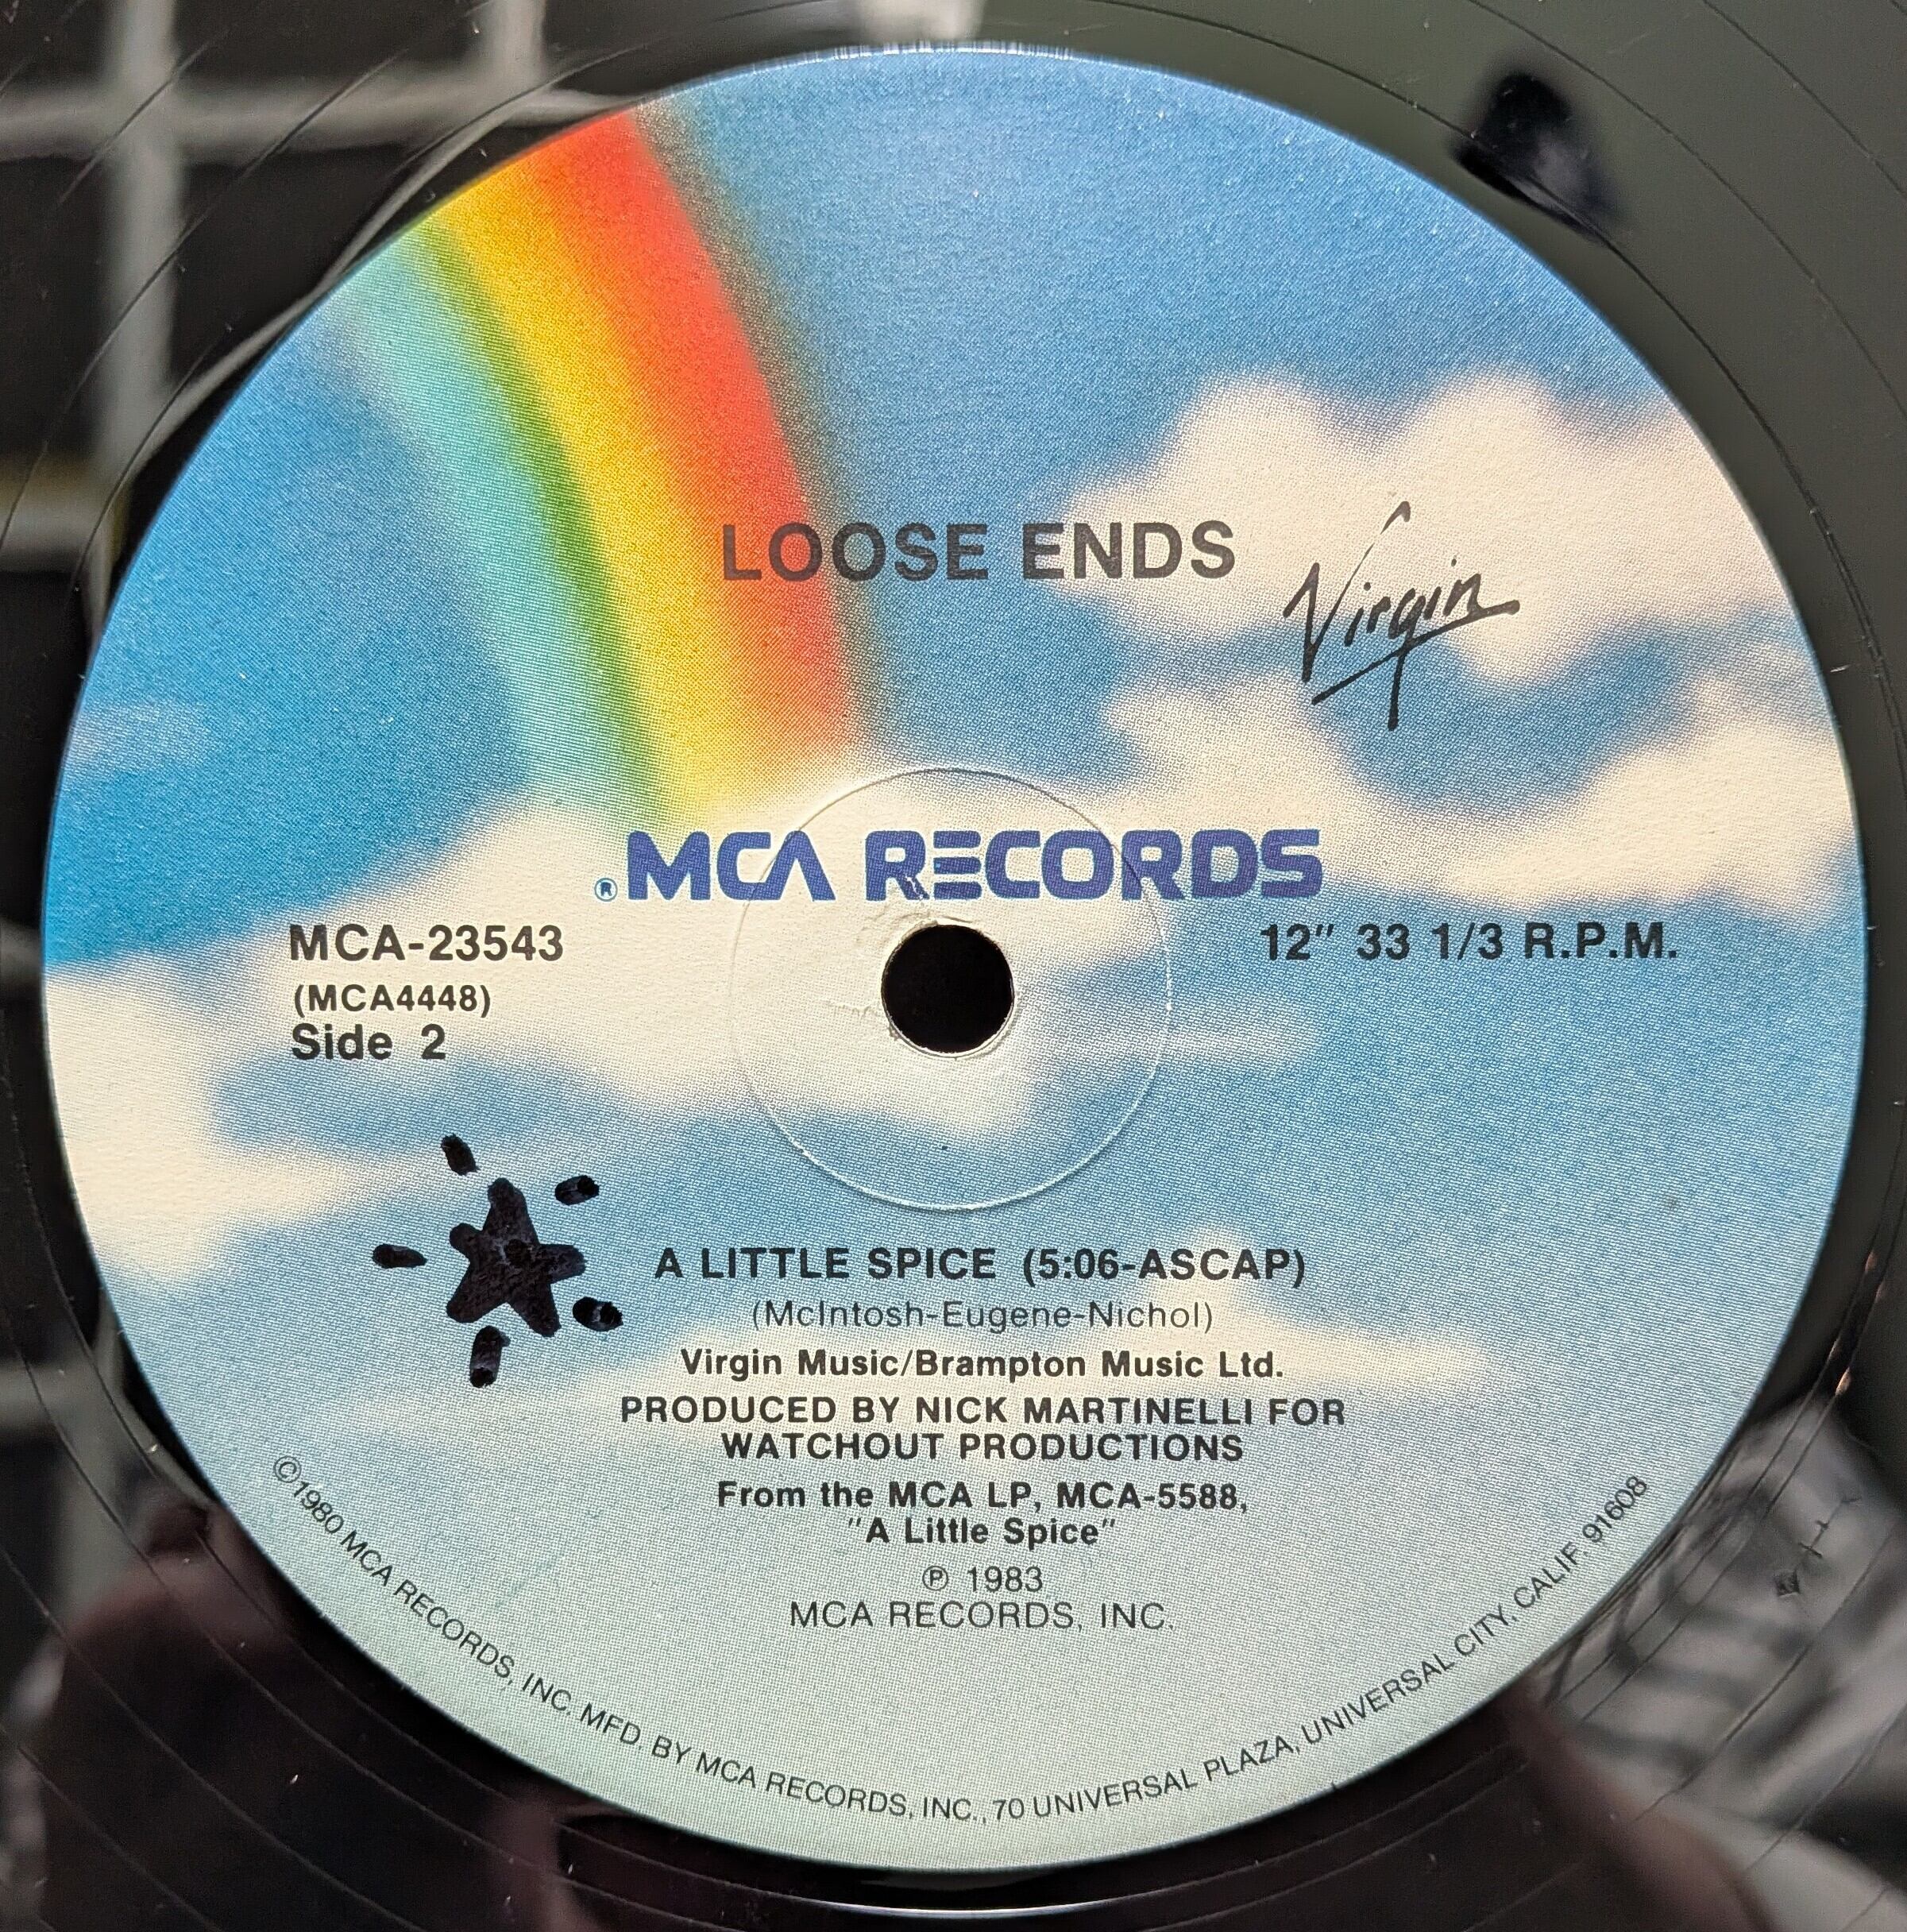 LOOSE ENDS
Virgin
® MCA RECORDS
MCA-23543
12" 33 1/3 R.P.M.
(MCA4448)
Side 2
A LITTLE SPICE (5:06-ASCAP)
(McIntosh-Eugene-Nichol)
Virgin Music/Brampton Music Ltd.
PRODUCED BY NICK MARTINELLI FOR
WATCHOUT PRODUCTIONS
From the MCA LP, MCA-5588,
"A Little Spice"
℗ 1983
MCA RECORDS, INC.
©1980 MCA RECORDS, INC. MFD. BY MCA RECORDS, INC., 70 UNIVERSAL PLAZA, UNIVERSAL CITY, CALIF. 91608